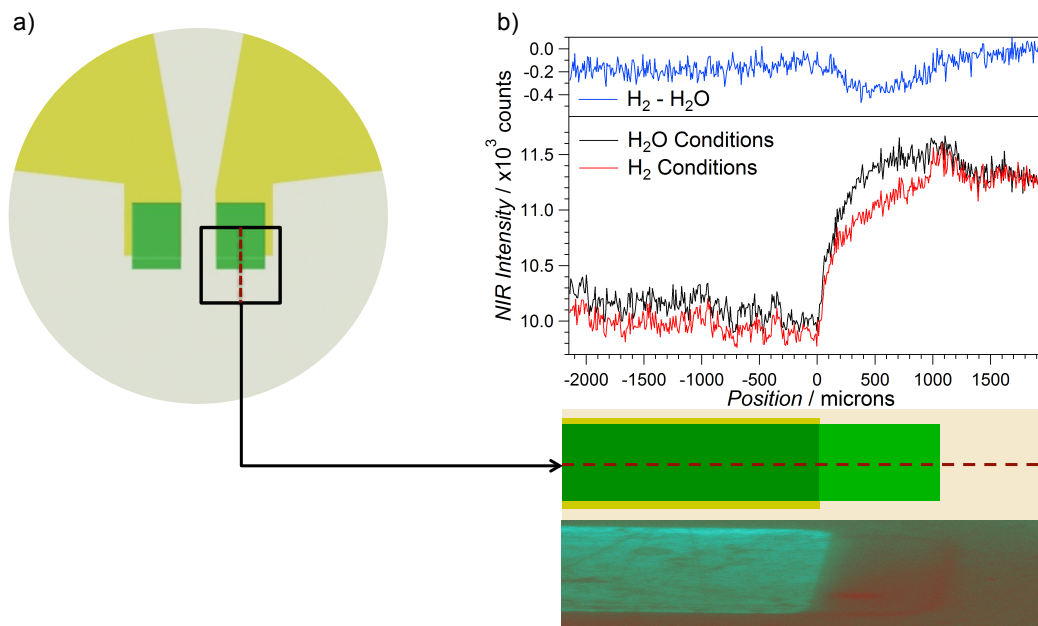 a)
b)
0.0
-0.2
-0.4
H₂ - H₂O
NIR Intensity / x10³ counts
H₂O Conditions
H₂ Conditions
11.5
11.0
10.5
10.0
-2000 -1500 -1000 -500 0 500 1000 1500
Position / microns